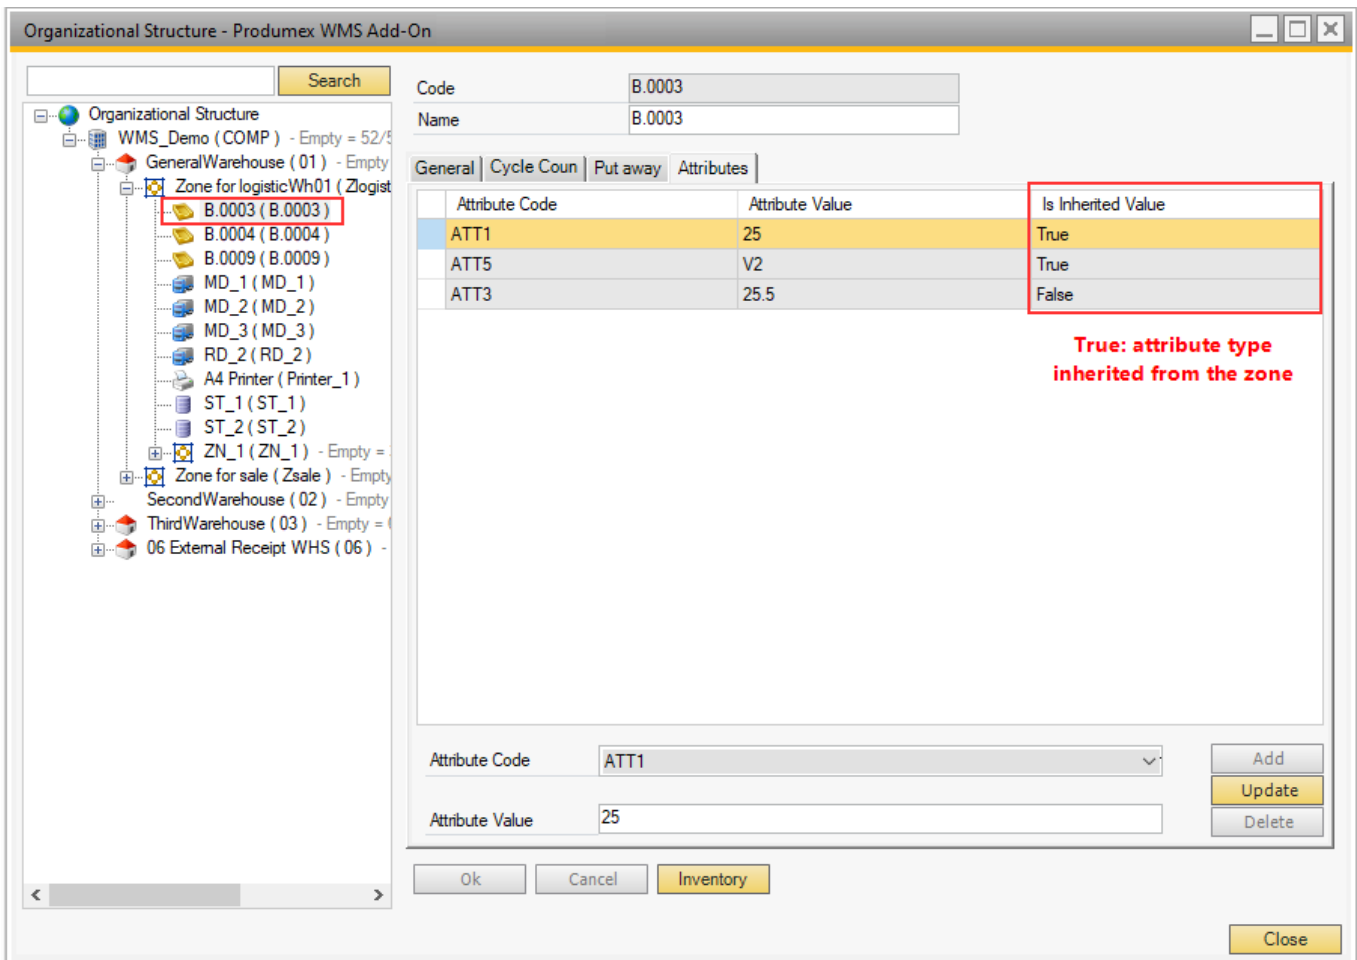 Organizational Structure - Produmex WMS Add-On
Search
Organizational Structure
WMS_Demo ( COMP ) - Empty = 52/5
GeneralWarehouse ( 01 ) - Empty
Zone for logisticWh01 ( Zlogist
B.0003 ( B.0003 )
B.0004 ( B.0004 )
B.0009 ( B.0009 )
MD_1 ( MD_1 )
MD_2 ( MD_2 )
MD_3 ( MD_3 )
RD_2 ( RD_2 )
A4 Printer ( Printer_1 )
ST_1 ( ST_1 )
ST_2 ( ST_2 )
ZN_1 ( ZN_1 ) - Empty =
Zone for sale ( Zsale ) - Empty
SecondWarehouse ( 02 ) - Empty
ThirdWarehouse ( 03 ) - Empty =
06 External Receipt WHS ( 06 ) -
Code B.0003
Name B.0003
General Cycle Coun Put away Attributes
Attribute Code Attribute Value Is Inherited Value
ATT1 25 True
ATT5 V2 True
ATT3 25.5 False
True: attribute type
inherited from the zone
Attribute Code ATT1 Add
Update
Attribute Value 25 Delete
Ok Cancel Inventory
Close